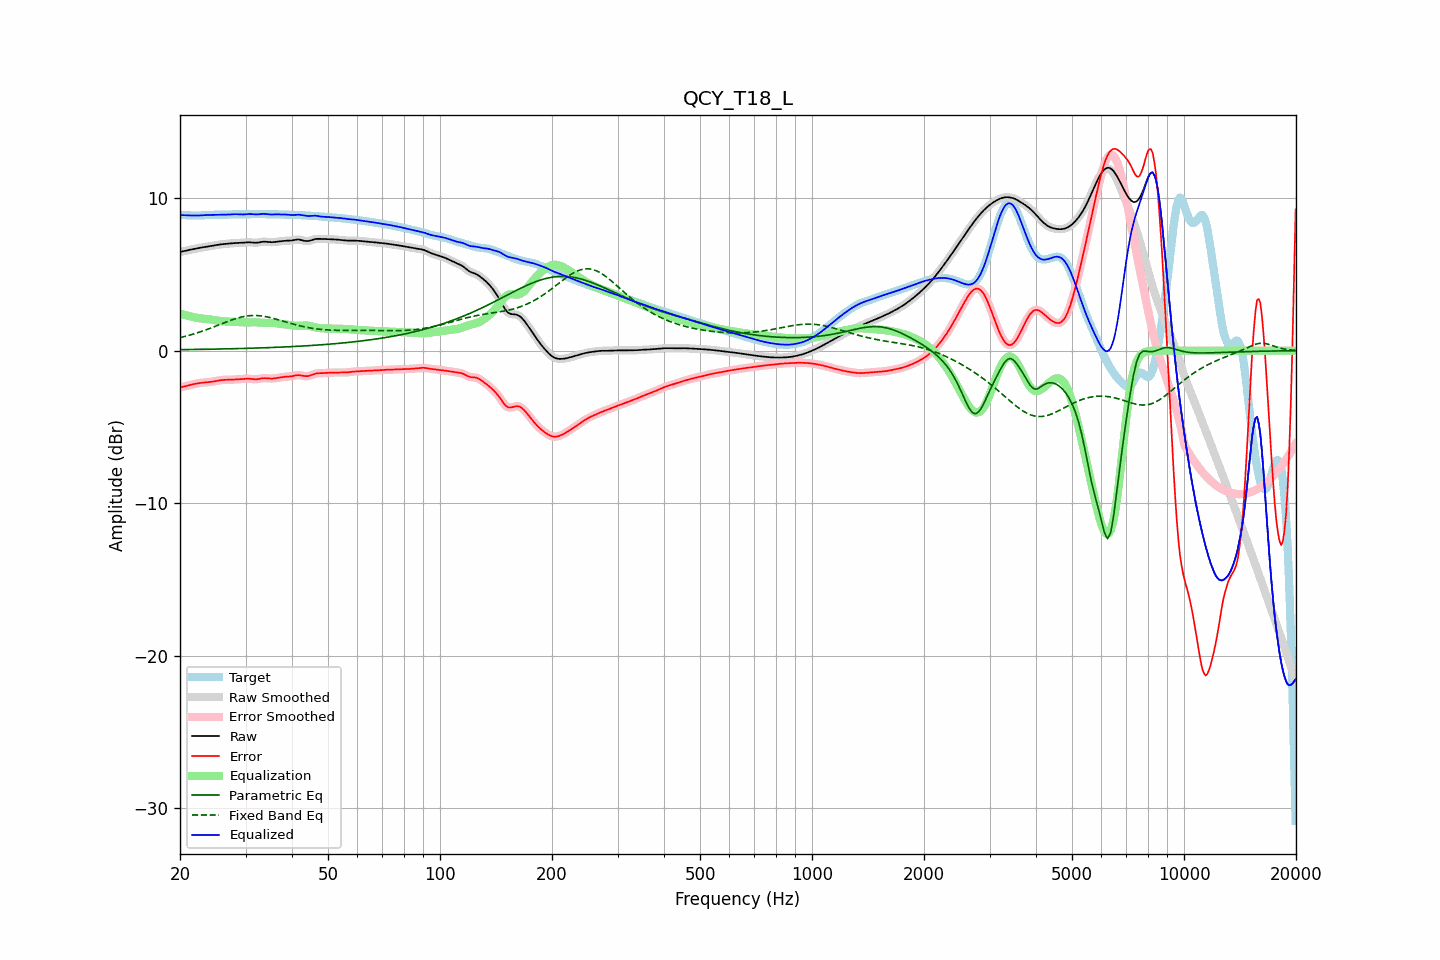 QCY_T18_L
Amplitude (dBr)
10
0
−10
−20
−30
Target
Raw Smoothed
Error Smoothed
Raw
Error
Equalization
Parametric Eq
Fixed Band Eq
Equalized
20 50 100 200 500 1000 2000 5000 10000 20000
Frequency (Hz)